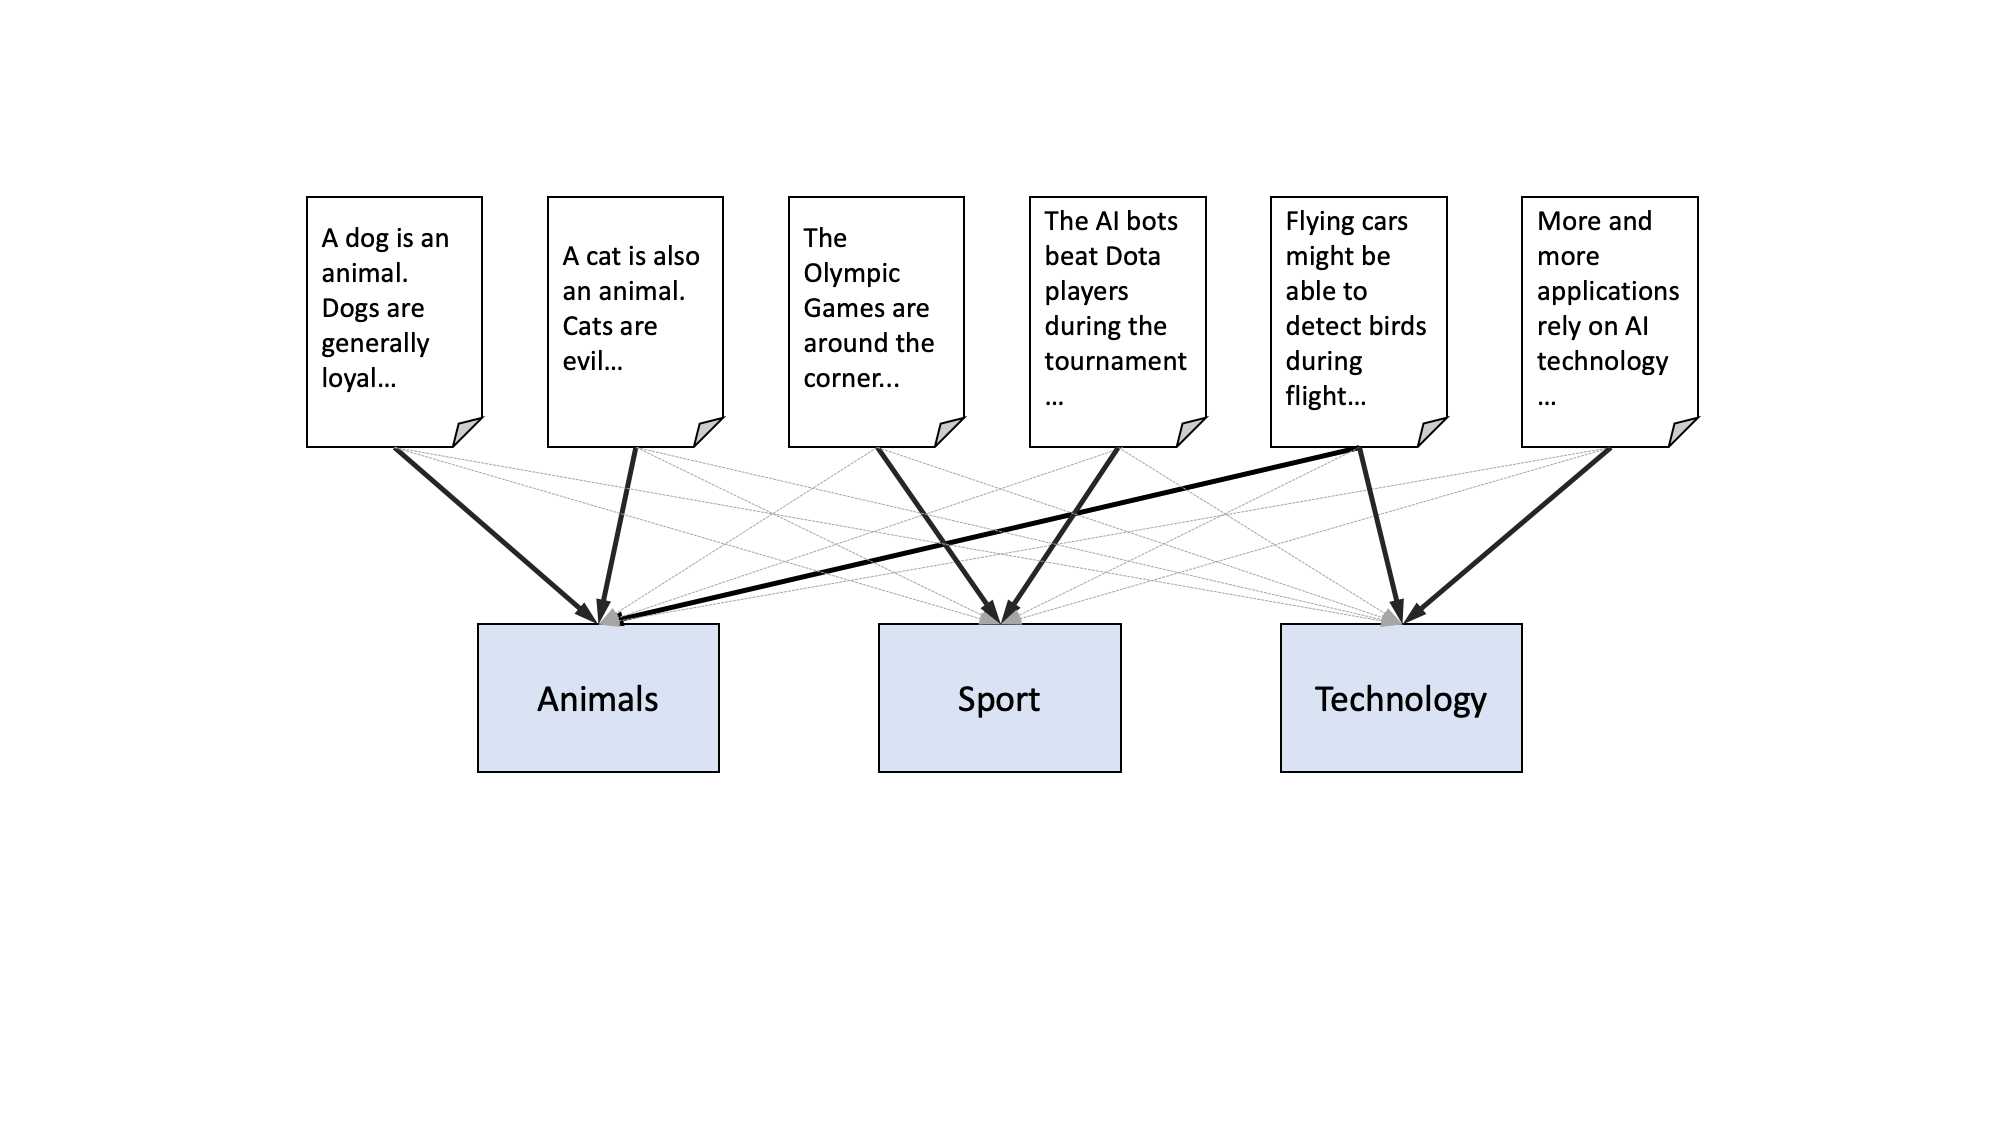 A dog is an
animal.
Dogs are
generally
loyal...
A cat is also
an animal.
Cats are
evil...
The
Olympic
Games are
around the
corner...
The AI bots
beat Dota
players
during the
tournament
...
Flying cars
might be
able to
detect birds
during
flight...
More and
more
applications
rely on AI
technology
...
Animals
Sport
Technology